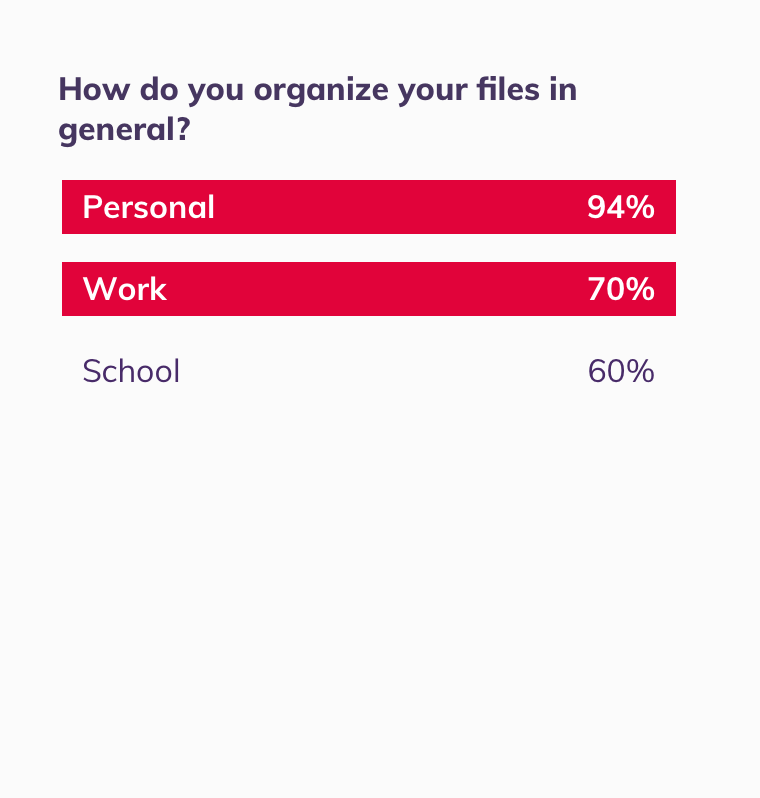 How do you organize your files in
general?
Personal 94%
Work 70%
School 60%